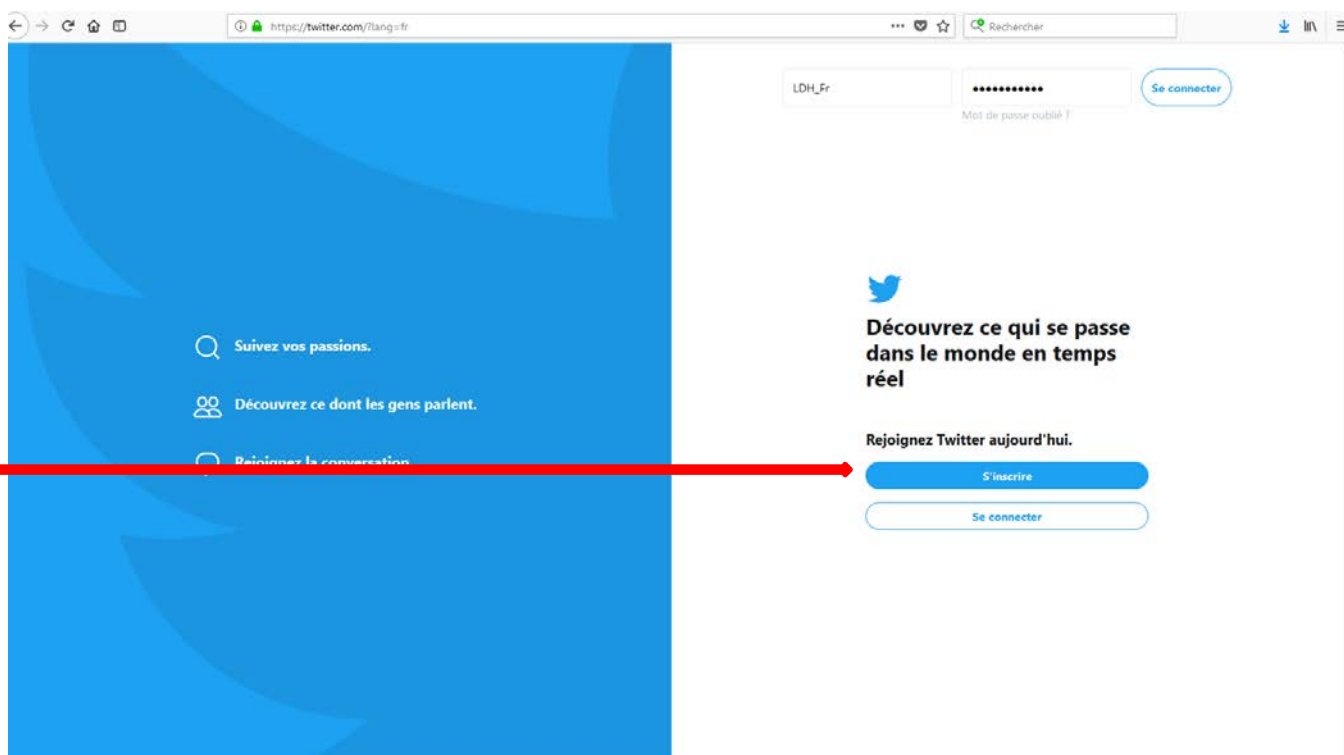 https://twitter.com/?lang=fr
Rechercher
LDH_Fr
•••••••••••
Se connecter
Mot de passe oublié ?
Découvrez ce qui se passe
dans le monde en temps
réel
Suivez vos passions.
Découvrez ce dont les gens parlent.
Rejoignez la conversation.
Rejoignez Twitter aujourd'hui.
S'inscrire
Se connecter